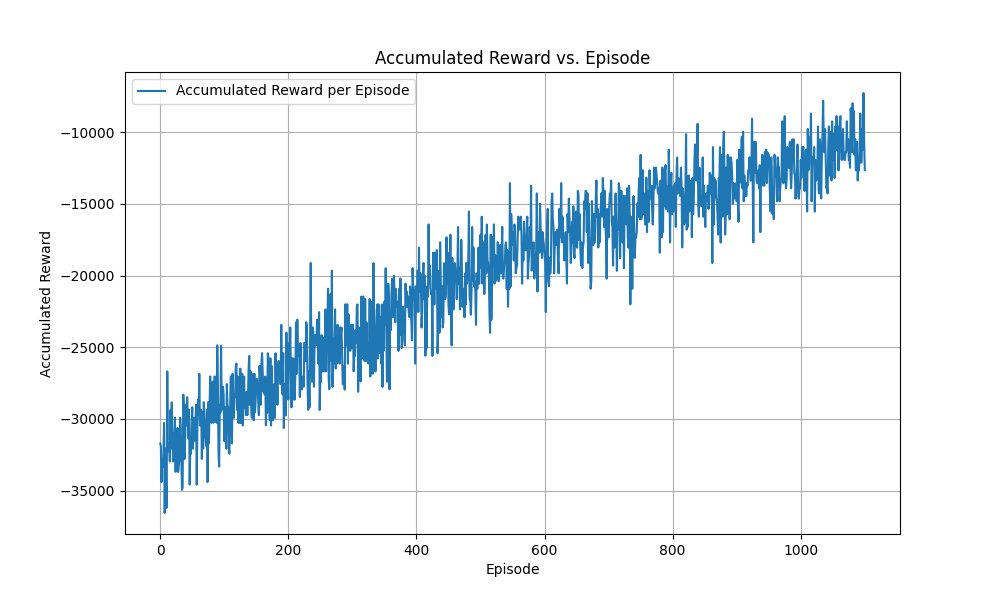 Accumulated Reward vs. Episode
Accumulated Reward per Episode
Accumulated Reward
−10000
−15000
−20000
−25000
−30000
−35000
0 200 400 600 800 1000
Episode